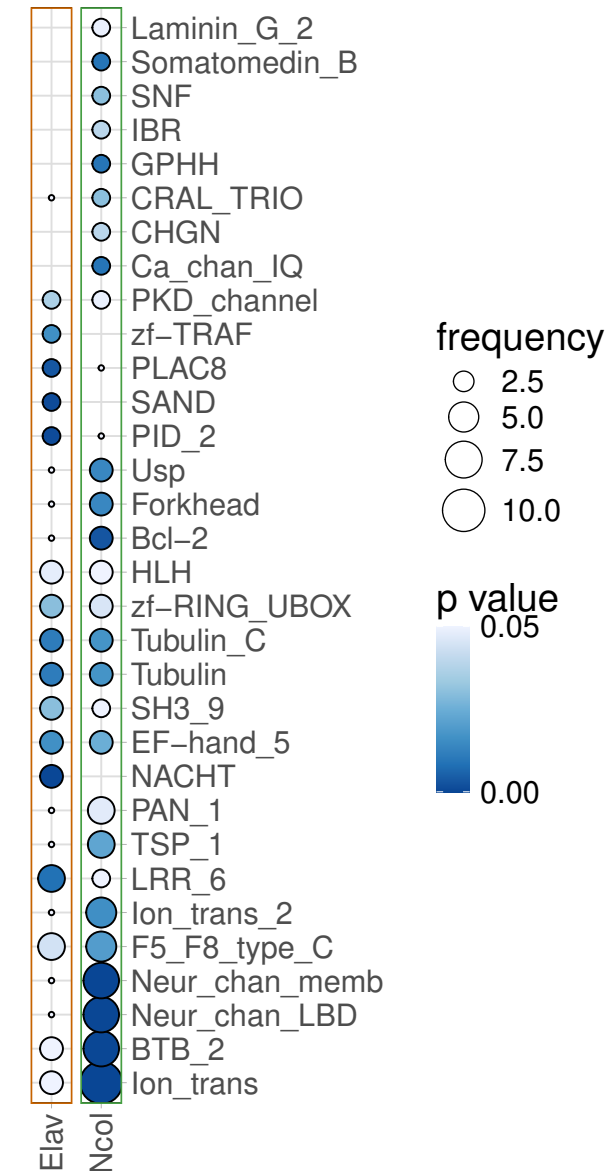 Laminin_G_2
Somatomedin_B
SNF
IBR
GPHH
CRAL_TRIO
CHGN
Ca_chan_IQ
PKD_channel
zf−TRAF
PLAC8
SAND
PID_2
Usp
Forkhead
Bcl−2
HLH
zf−RING_UBOX
Tubulin_C
Tubulin
SH3_9
EF−hand_5
NACHT
PAN_1
TSP_1
LRR_6
Ion_trans_2
F5_F8_type_C
Neur_chan_memb
Neur_chan_LBD
BTB_2
Ion_trans
Elav
Ncol
frequency
2.5
5.0
7.5
10.0
p value
0.05
0.00